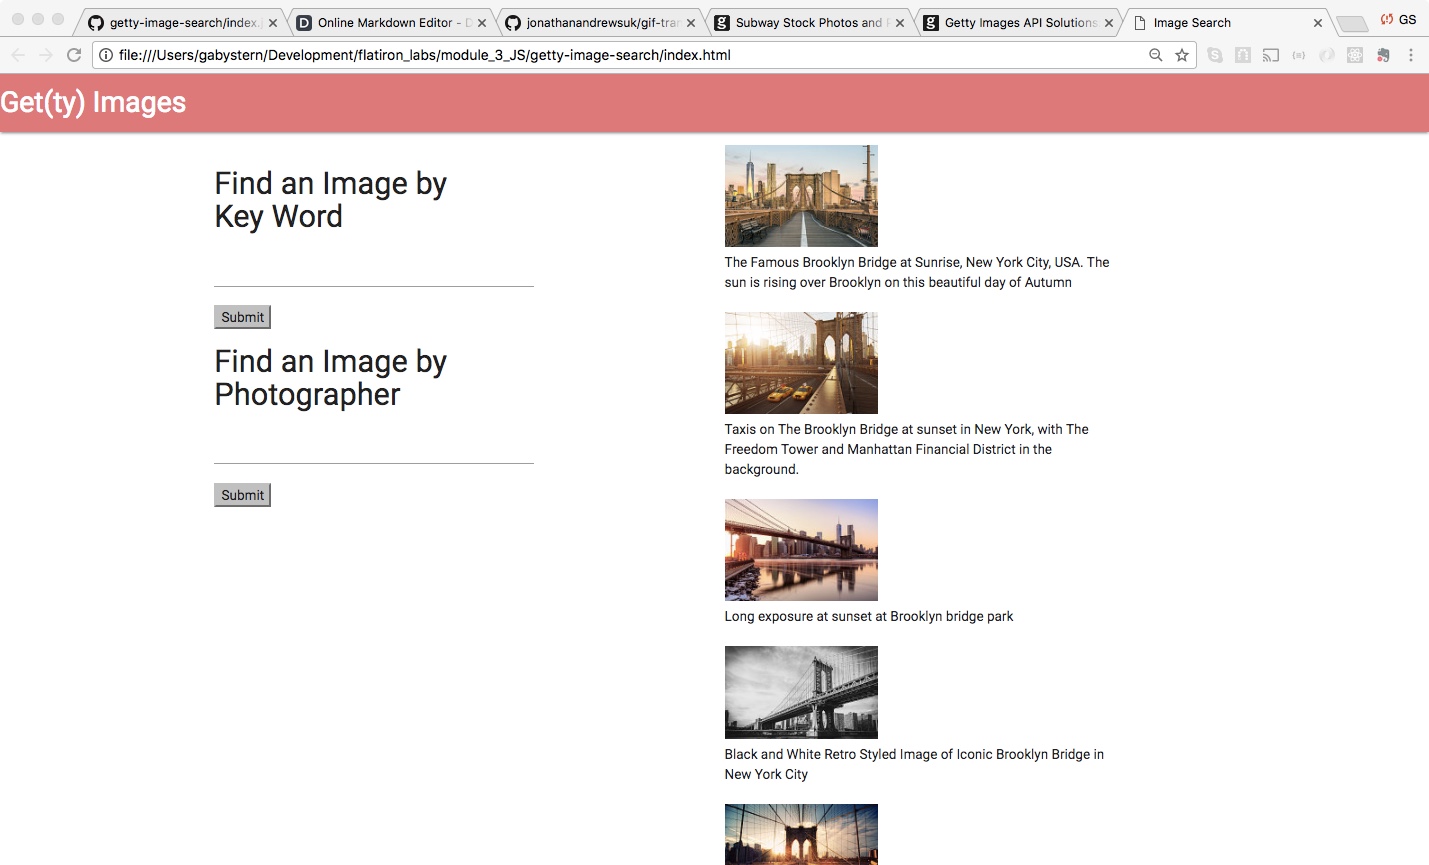 getty-image-search/index.j
Online Markdown Editor - D
jonathanandrewsuk/gif-tran
Subway Stock Photos and P
Getty Images API Solutions
Image Search
GS
file:///Users/gabystern/Development/flatiron_labs/module_3_JS/getty-image-search/index.html
Get(ty) Images
Find an Image by
Key Word
Submit
Find an Image by
Photographer
Submit
The Famous Brooklyn Bridge at Sunrise, New York City, USA. The
sun is rising over Brooklyn on this beautiful day of Autumn
Taxis on The Brooklyn Bridge at sunset in New York, with The
Freedom Tower and Manhattan Financial District in the
background.
Long exposure at sunset at Brooklyn bridge park
Black and White Retro Styled Image of Iconic Brooklyn Bridge in
New York City